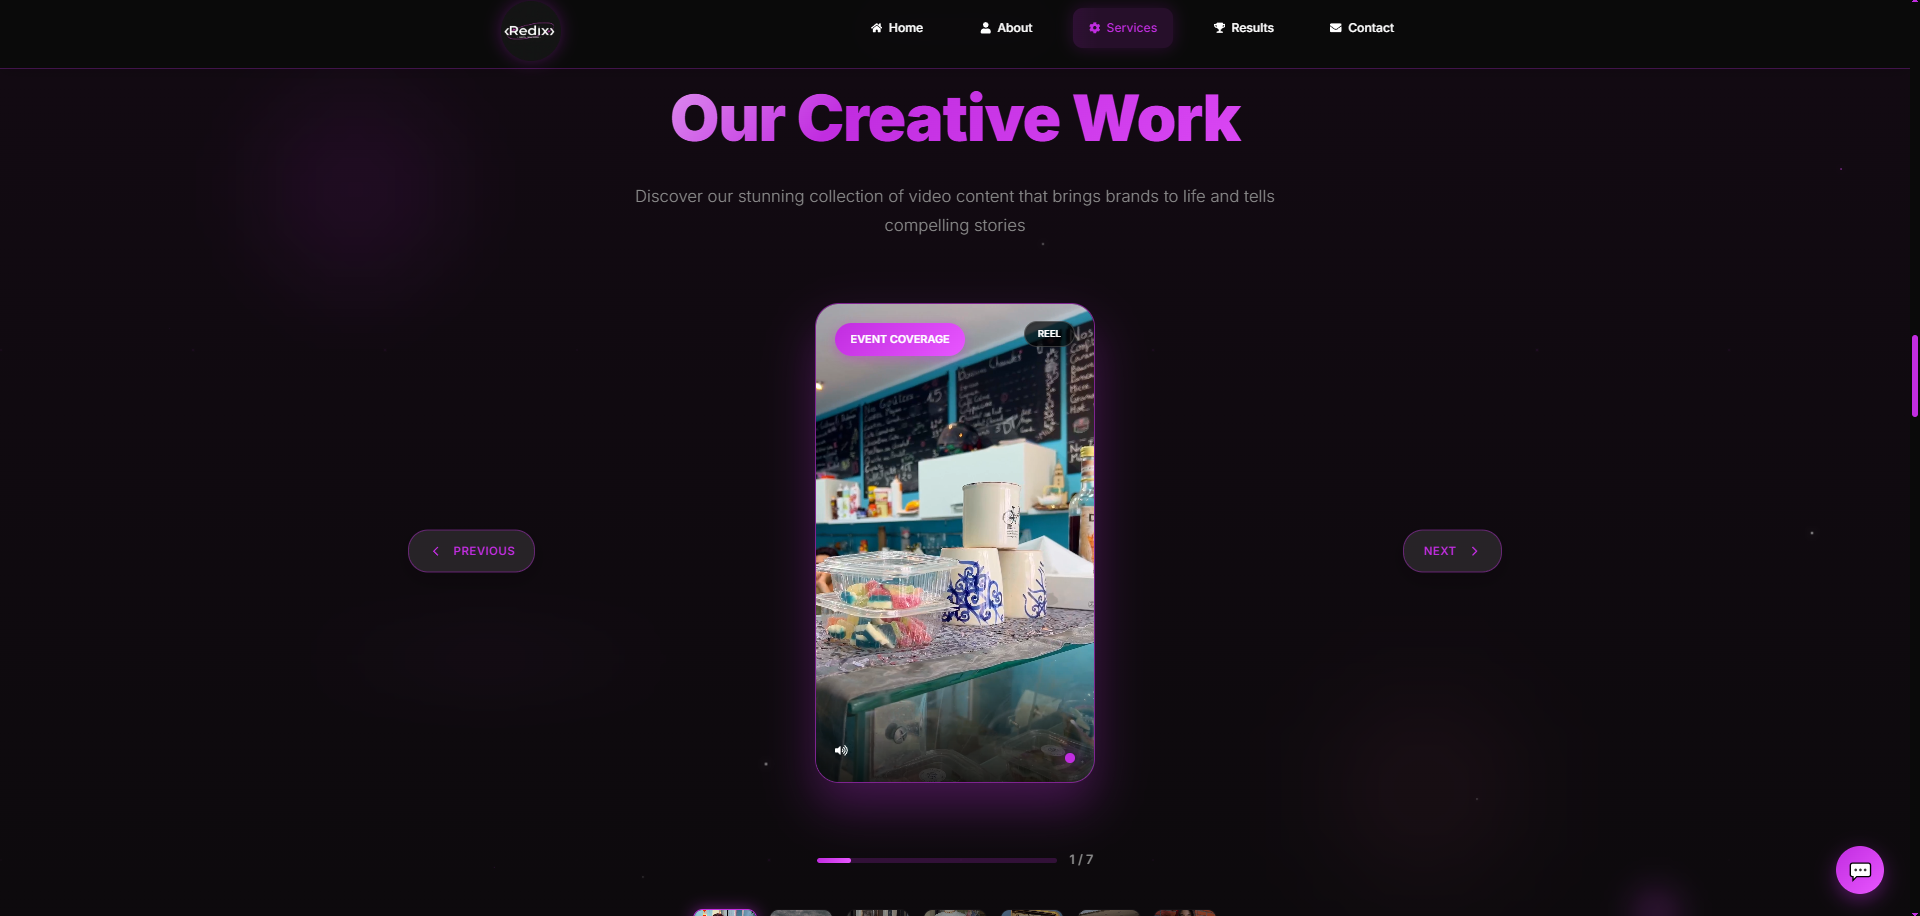 ‹Redix›
Home
About
Services
Results
Contact
Our Creative Work
Discover our stunning collection of video content that brings brands to life and tells
compelling stories
EVENT COVERAGE
REEL
PREVIOUS
NEXT
1 / 7